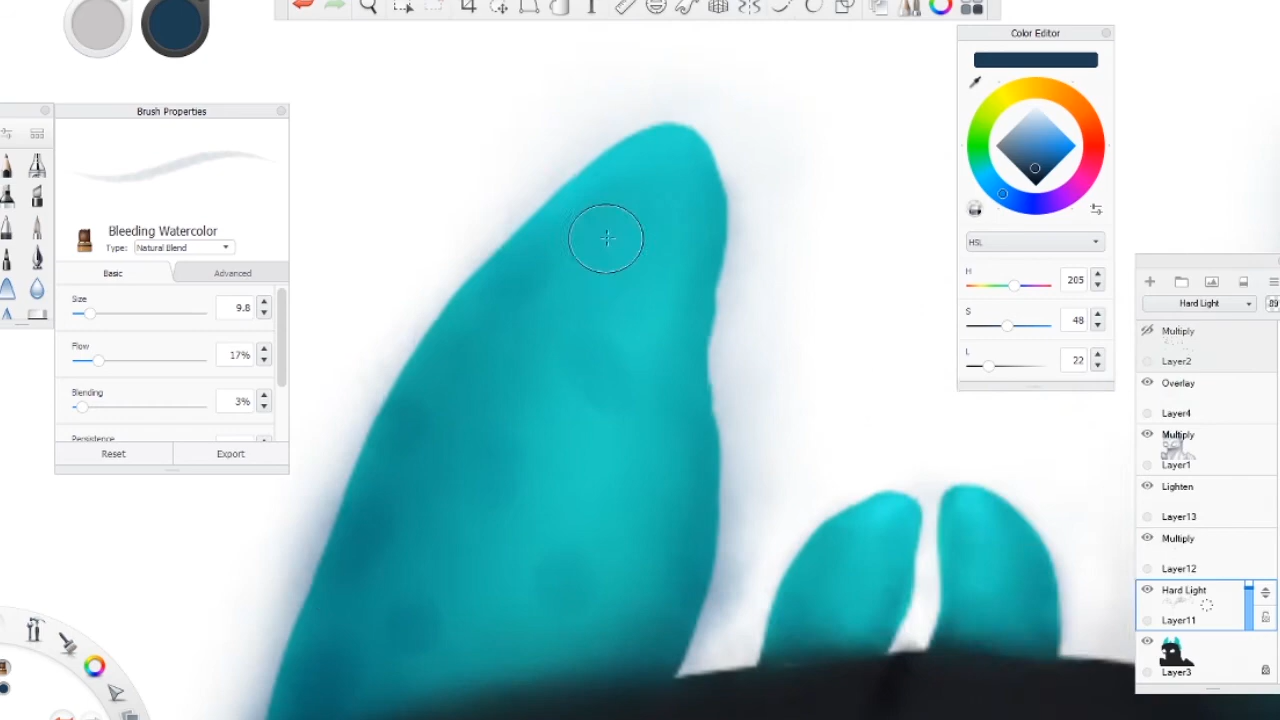 Color Editor
HSL
H 205
S 48
L 22
Brush Properties
Bleeding Watercolor
Type: Natural Blend
Basic Advanced
Size
9.8
Flow
17%
Blending
3%
Persistence
Reset Export
Hard Light 89
Multiply
Layer2
Overlay
Layer4
Multiply
Layer1
Lighten
Layer13
Multiply
Layer12
Hard Light
Layer11
Layer3